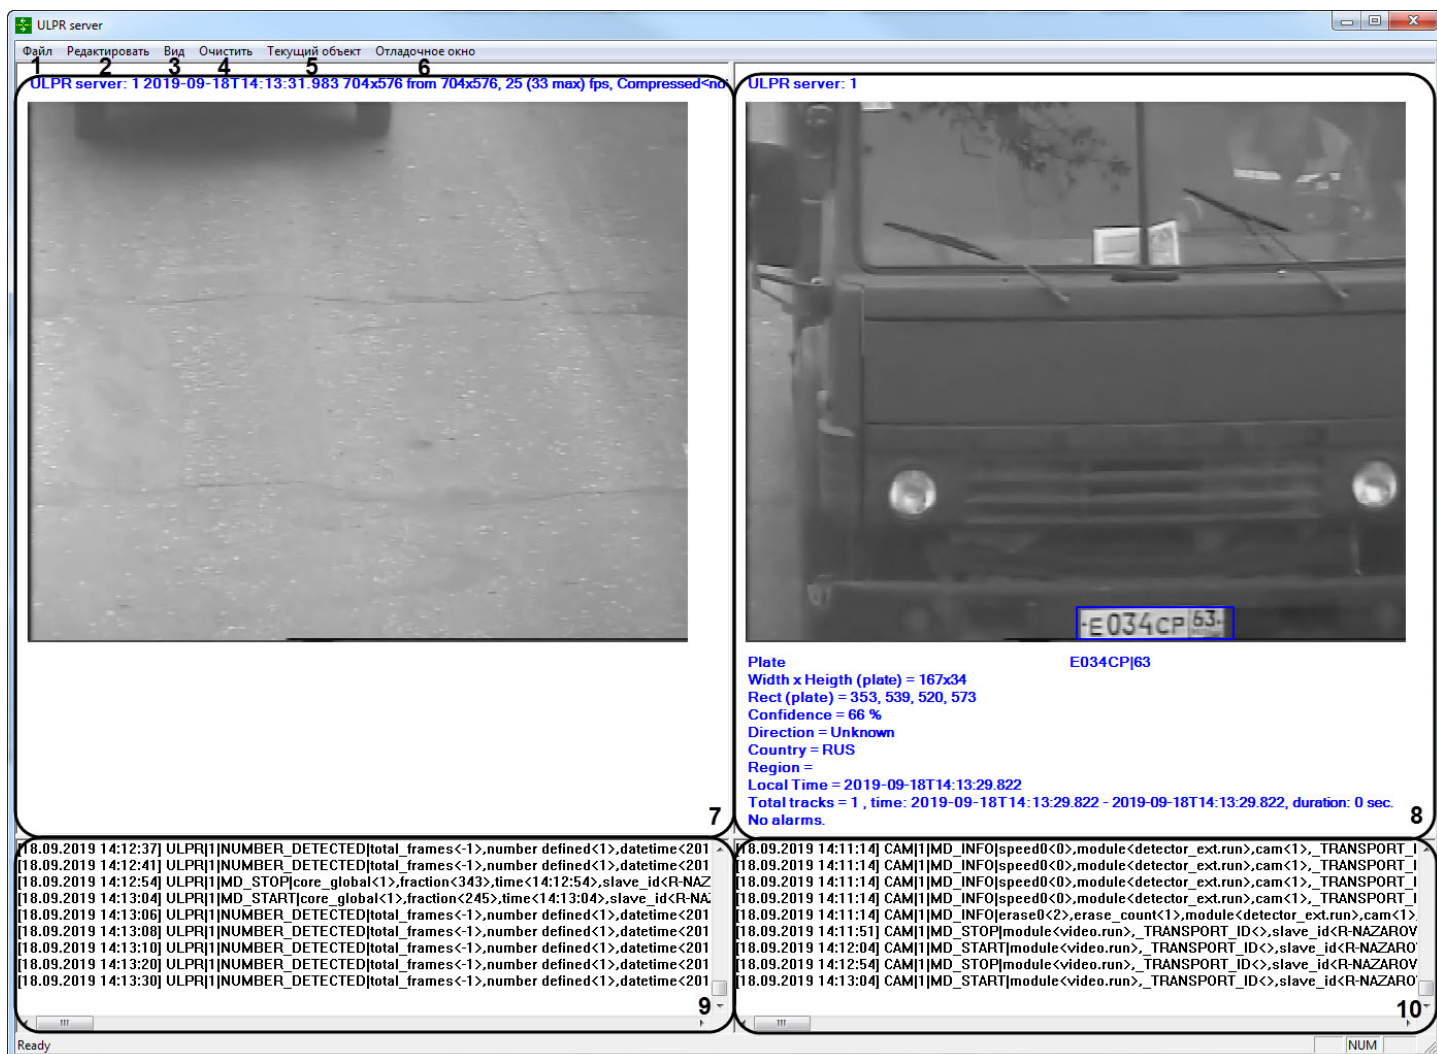 ULPR server
Файл Редактировать Вид Очистить Текущий объект Отладочное окно
1 2 3 4 5 6
ULPR server: 1 2019-09-18T14:13:31.983 704x576 from 704x576, 25 (33 max) fps, Compressed<no
ULPR server: 1
E034CP 63
Plate E034CP|63
Width x Heigth (plate) = 167x34
Rect (plate) = 353, 539, 520, 573
Confidence = 66 %
Direction = Unknown
Country = RUS
Region =
Local Time = 2019-09-18T14:13:29.822
Total tracks = 1 , time: 2019-09-18T14:13:29.822 - 2019-09-18T14:13:29.822, duration: 0 sec.
No alarms.
7
8
[18.09.2019 14:12:37] ULPR|1|NUMBER_DETECTED|total_frames<-1>,number defined<1>,datetime<201
[18.09.2019 14:12:41] ULPR|1|NUMBER_DETECTED|total_frames<-1>,number defined<1>,datetime<201
[18.09.2019 14:12:54] ULPR|1|MD_STOP|core_global<1>,fraction<343>,time<14:12:54>,slave_id<R-NAZ
[18.09.2019 14:13:04] ULPR|1|MD_START|core_global<1>,fraction<245>,time<14:13:04>,slave_id<R-NA
[18.09.2019 14:13:06] ULPR|1|NUMBER_DETECTED|total_frames<-1>,number defined<1>,datetime<201
[18.09.2019 14:13:08] ULPR|1|NUMBER_DETECTED|total_frames<-1>,number defined<1>,datetime<201
[18.09.2019 14:13:10] ULPR|1|NUMBER_DETECTED|total_frames<-1>,number defined<1>,datetime<201
[18.09.2019 14:13:20] ULPR|1|NUMBER_DETECTED|total_frames<-1>,number defined<1>,datetime<201
[18.09.2019 14:13:30] ULPR|1|NUMBER_DETECTED|total_frames<-1>,number defined<1>,datetime<201
9
[18.09.2019 14:11:14] CAM|1|MD_INFO|speed0<0>,module<detector_ext.run>,cam<1>,_TRANSPORT_I
[18.09.2019 14:11:14] CAM|1|MD_INFO|speed0<0>,module<detector_ext.run>,cam<1>,_TRANSPORT_I
[18.09.2019 14:11:14] CAM|1|MD_INFO|speed0<0>,module<detector_ext.run>,cam<1>,_TRANSPORT_I
[18.09.2019 14:11:14] CAM|1|MD_INFO|speed0<0>,module<detector_ext.run>,cam<1>,_TRANSPORT_I
[18.09.2019 14:11:14] CAM|1|MD_INFO|erase0<2>,erase_count<1>,module<detector_ext.run>,cam<1>,
[18.09.2019 14:11:51] CAM|1|MD_STOP|module<video.run>,_TRANSPORT_ID<>,slave_id<R-NAZAROV
[18.09.2019 14:12:04] CAM|1|MD_START|module<video.run>,_TRANSPORT_ID<>,slave_id<R-NAZARO
[18.09.2019 14:12:54] CAM|1|MD_STOP|module<video.run>,_TRANSPORT_ID<>,slave_id<R-NAZAROV
[18.09.2019 14:13:04] CAM|1|MD_START|module<video.run>,_TRANSPORT_ID<>,slave_id<R-NAZARO
10
Ready NUM